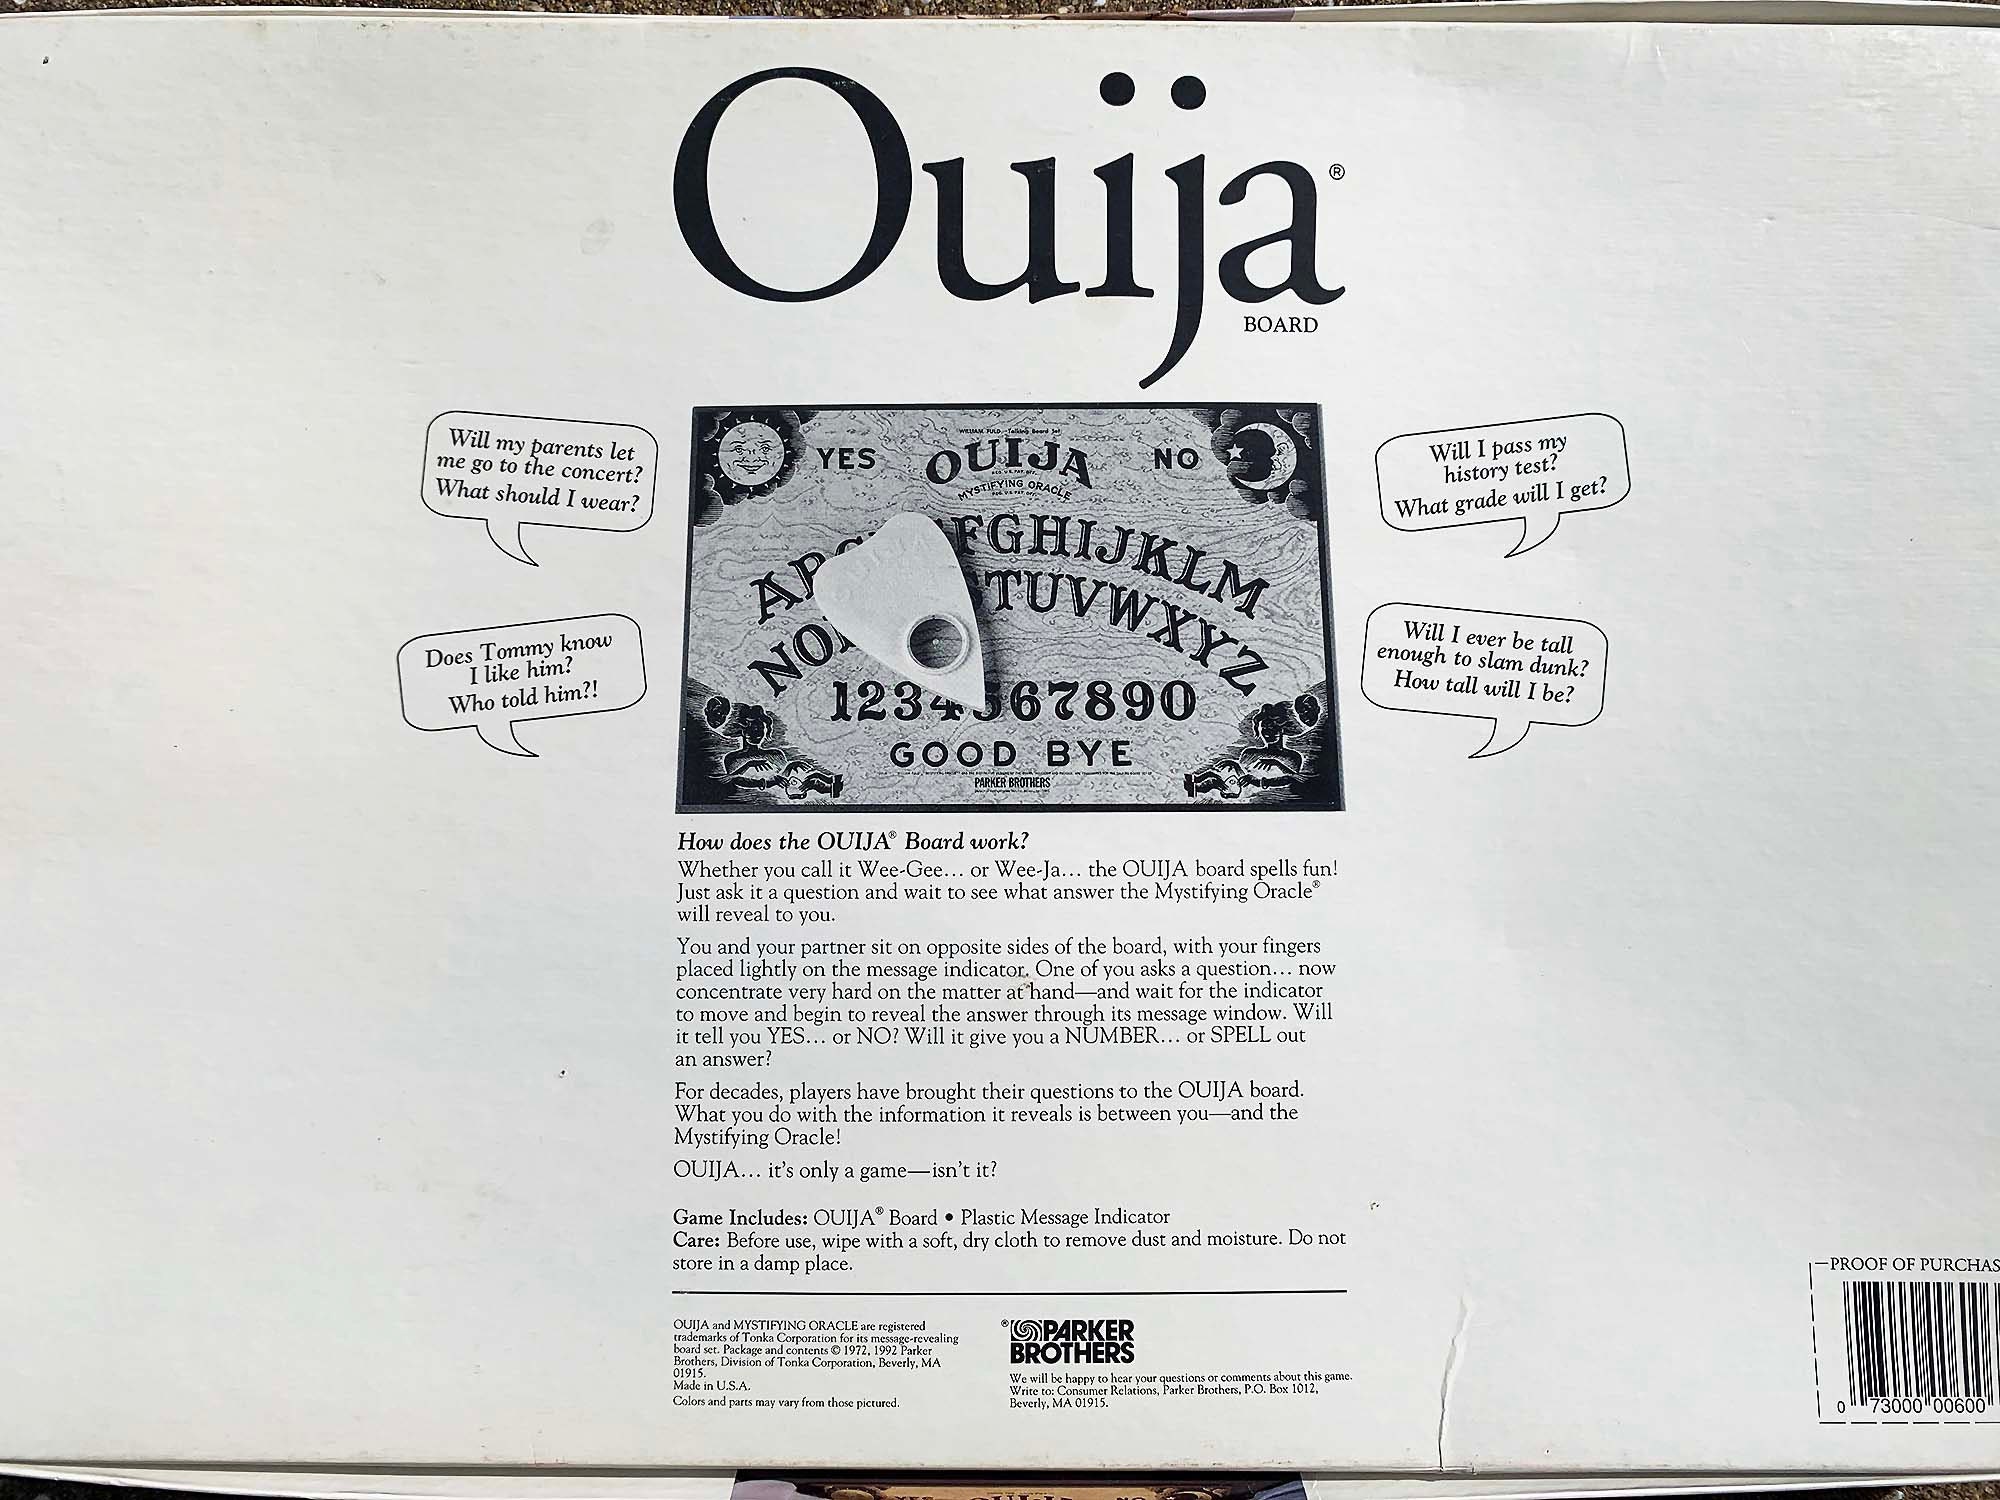 Ouija®
BOARD
Will my parents let
me go to the concert?
What should I wear?
Does Tommy know
I like him?
Who told him?!
WILLIAM FULD Talking Board Set
YES
OUIJA
NO
MYSTIFYING ORACLE
FGHIJKLM
TUVWXYZ
1234567890
GOOD BYE
PARKER BROTHERS
Will I pass my
history test?
What grade will I get?
Will I ever be tall
enough to slam dunk?
How tall will I be?
How does the OUIJA® Board work?
Whether you call it Wee-Gee... or Wee-Ja... the OUIJA board spells fun!
Just ask it a question and wait to see what answer the Mystifying Oracle®
will reveal to you.
You and your partner sit on opposite sides of the board, with your fingers
placed lightly on the message indicator. One of you asks a question... now
concentrate very hard on the matter at hand—and wait for the indicator
to move and begin to reveal the answer through its message window. Will
it tell you YES... or NO? Will it give you a NUMBER... or SPELL out
an answer?
For decades, players have brought their questions to the OUIJA board.
What you do with the information it reveals is between you—and the
Mystifying Oracle!
OUIJA... it's only a game—isn't it?
Game Includes: OUIJA® Board • Plastic Message Indicator
Care: Before use, wipe with a soft, dry cloth to remove dust and moisture. Do not
store in a damp place.
OUIJA and MYSTIFYING ORACLE are registered
trademarks of Tonka Corporation for its message-revealing
board set. Package and contents © 1972, 1992 Parker
Brothers, Division of Tonka Corporation, Beverly, MA
01915.
Made in U.S.A.
Colors and parts may vary from those pictured.
® PARKER
BROTHERS
We will be happy to hear your questions or comments about this game.
Write to: Consumer Relations, Parker Brothers, P.O. Box 1012,
Beverly, MA 01915.
PROOF OF PURCHAS
0 73000 00600